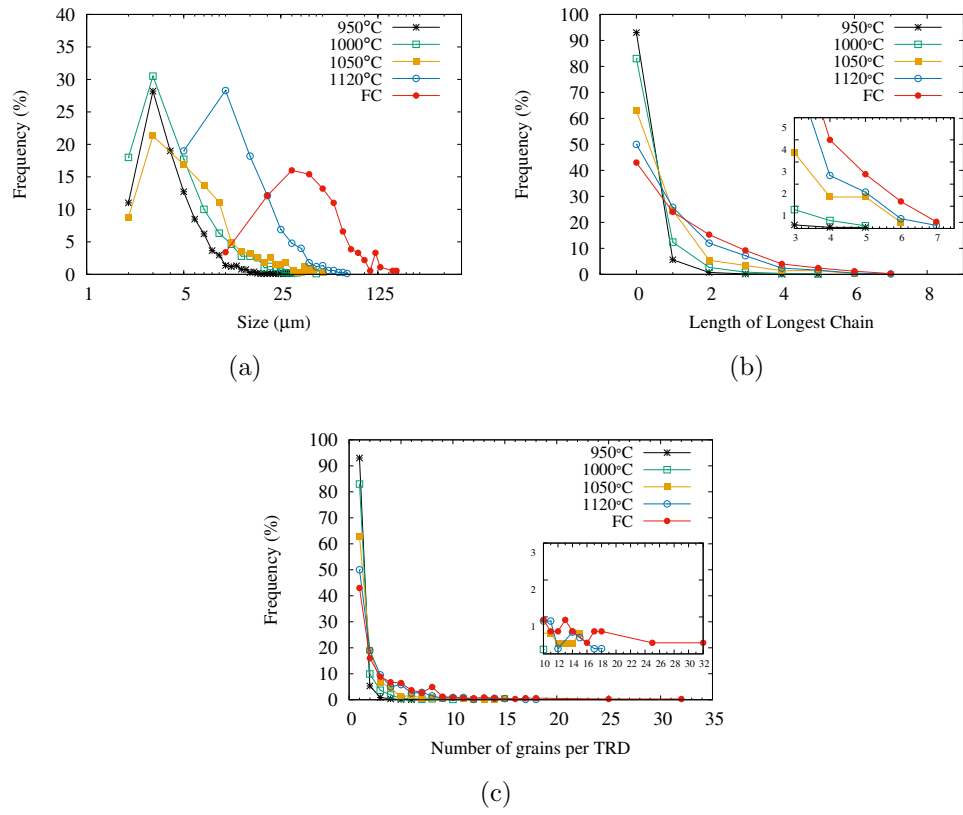 40
35
30
25
20
15
10
5
0
1
5
25
125
Frequency (%)
Size (μm)
950°C
1000°C
1050°C
1120°C
FC
(a)
100
90
80
70
60
50
40
30
20
10
0
0
2
4
6
8
Frequency (%)
Length of Longest Chain
950°C
1000°C
1050°C
1120°C
FC
5
4
3
2
1
3
4
5
6
7
(b)
100
90
80
70
60
50
40
30
20
10
0
0
5
10
15
20
25
30
35
Frequency (%)
Number of grains per TRD
950°C
1000°C
1050°C
1120°C
FC
3
2
1
10 12 14 16 18 20 22 24 26 28 30 32
(c)